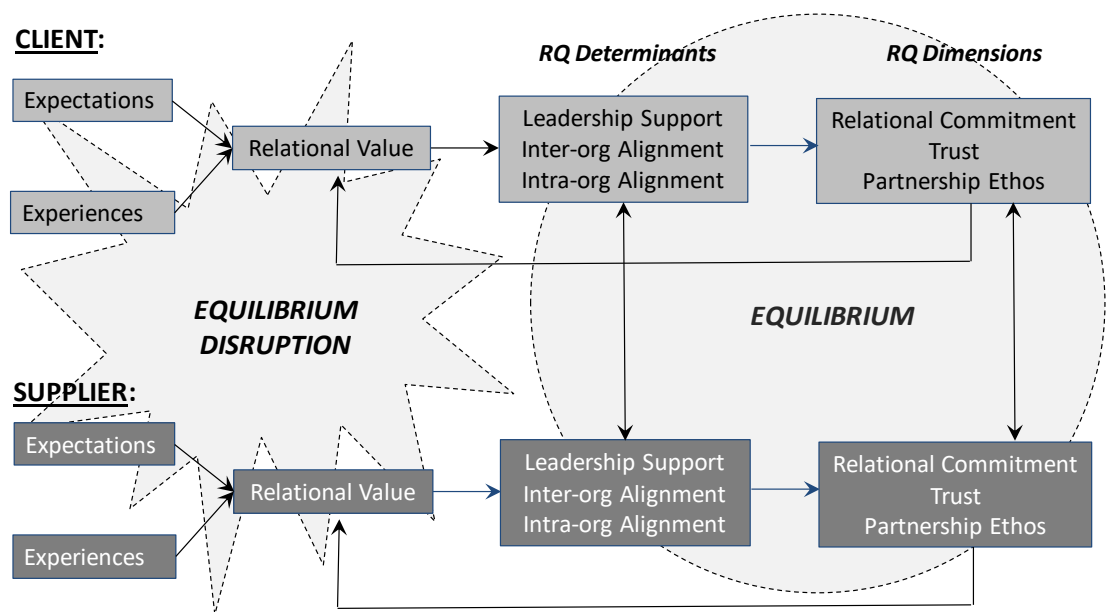 CLIENT:
RQ Determinants
RQ Dimensions
Expectations
Leadership Support
Inter-org Alignment
Intra-org Alignment
Relational Commitment
Trust
Partnership Ethos
Relational Value
Experiences
EQUILIBRIUM
DISRUPTION
EQUILIBRIUM
SUPPLIER:
Expectations
Leadership Support
Inter-org Alignment
Intra-org Alignment
Relational Commitment
Trust
Partnership Ethos
Relational Value
Experiences